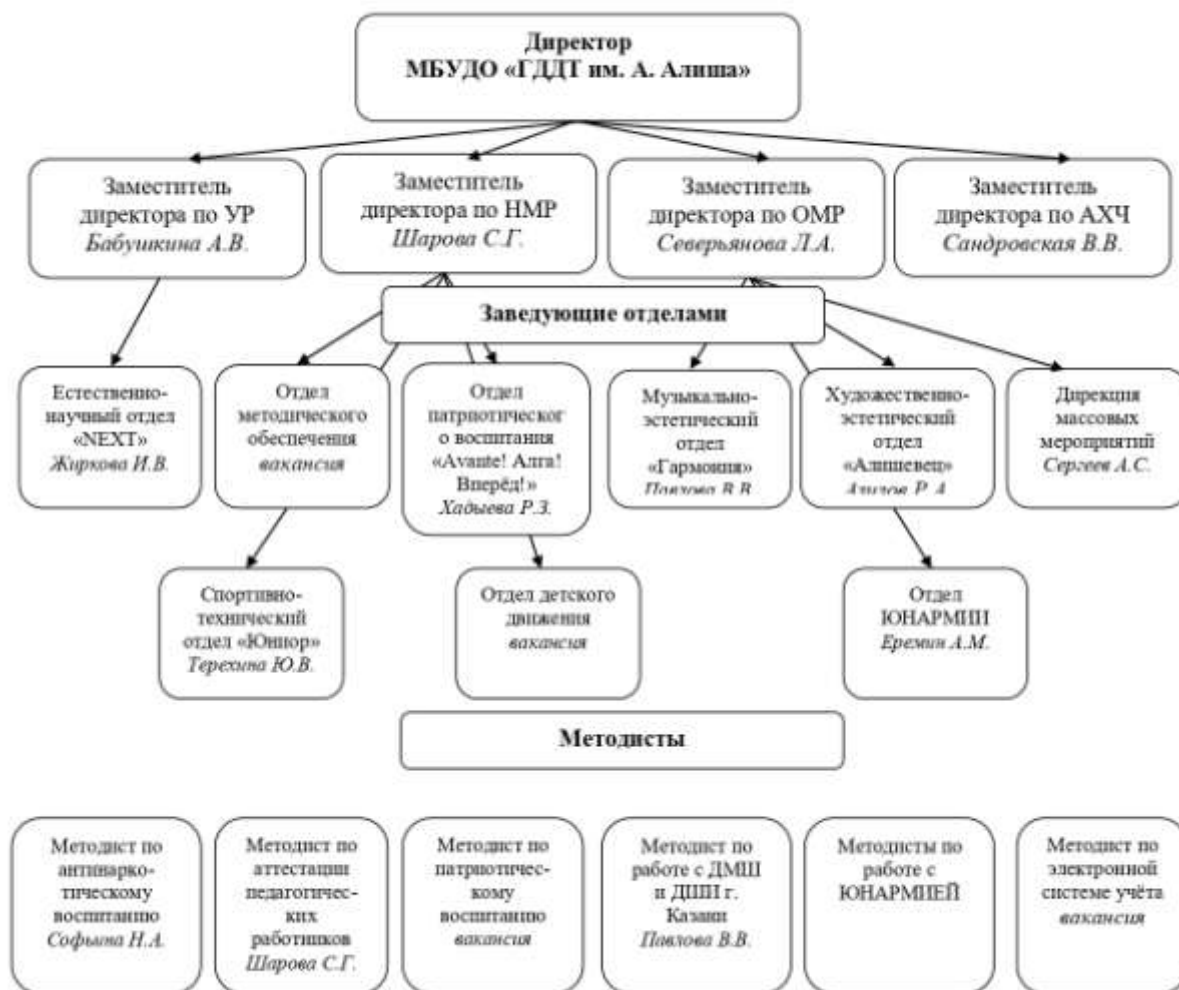 Директор
МБУДО «ГДДТ им. А. Алиша»
Заместитель
директора по УР
Бабушкина А.В.
Заместитель
директора по НМР
Шарова С.Г.
Заместитель
директора по ОМР
Северьянова Л.А.
Заместитель
директора по АХЧ
Сандровская В.В.
Заведующие отделами
Естественно-
научный отдел
«NEXT»
Жиркова И.В.
Отдел
методического
обеспечения
вакансия
Отдел
патриотическог
о воспитания
«Avante! Алга!
Вперёд!»
Хадыева Р.З.
Музыкально-
эстетический
отдел
«Гармония»
Павлова В.В.
Художественно-
эстетический
отдел
«Алишевец»
Р.А.
Дирекция
массовых
мероприятий
Сергеев А.С.
Спортивно-
технический
отдел «Юниор»
Терехина Ю.В.
Отдел детского
движения
вакансия
Отдел
ЮНАРМИИ
Еремин А.М.
Методисты
Методист по
антинарко-
тическому
воспитанию
Софьина Н.А.
Методист по
аттестации
педагогичес-
ких
работников
Шарова С.Г.
Методист по
патриотичес-
кому
воспитанию
вакансия
Методист по
работе с ДМШ
и ДШИ г.
Казани
Павлова В.В.
Методисты по
работе с
ЮНАРМИЕЙ
Методист по
электронной
системе учёта
вакансия